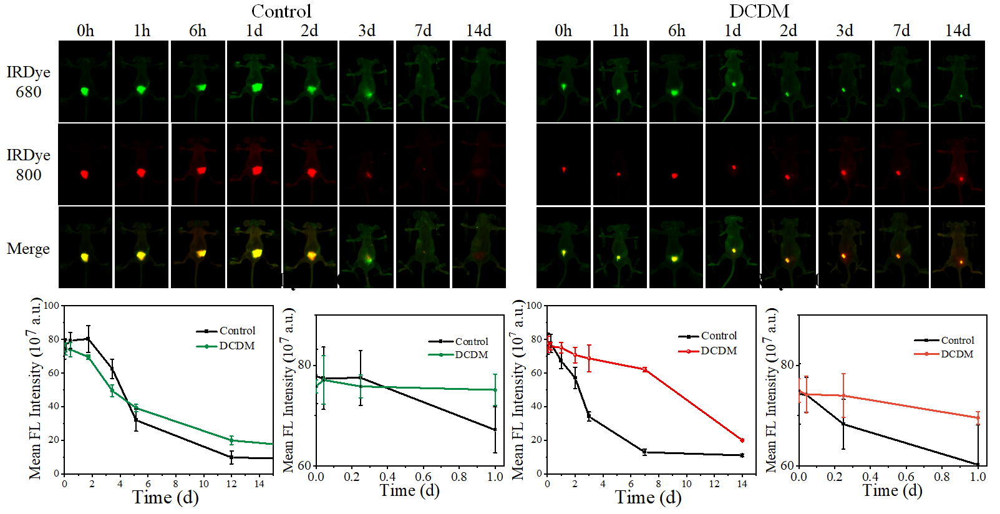 Control DCDM
0h 1h 6h 1d 2d 3d 7d 14d 0h 1h 6h 1d 2d 3d 7d 14d
IRDye
680
IRDye
800
Merge
Mean FL Intensity (10⁷ a.u.)
100
80
60
40
20
0
0 2 4 6 8 10 12 14
Time (d)
Control
DCDM
Mean FL Intensity (10⁷ a.u.)
80
60
0.0 0.2 0.4 0.6 0.8 1.0
Time (d)
Control
DCDM
Mean FL Intensity (10⁷ a.u.)
100
80
60
40
20
0
0 2 4 6 8 10 12 14
Time (d)
Control
DCDM
Mean FL Intensity (10⁷ a.u.)
80
60
0.0 0.2 0.4 0.6 0.8 1.0
Time (d)
Control
DCDM